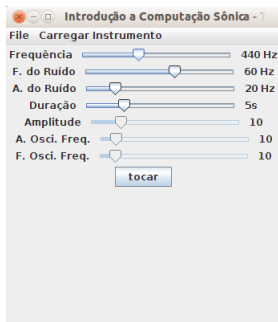 Introdução a Computação Sônica -
File Carregar Instrumento
Frequência 440 Hz
F. do Ruído 60 Hz
A. do Ruído 20 Hz
Duração 5s
Amplitude 10
A. Osci. Freq. 10
F. Osci. Freq. 10
tocar